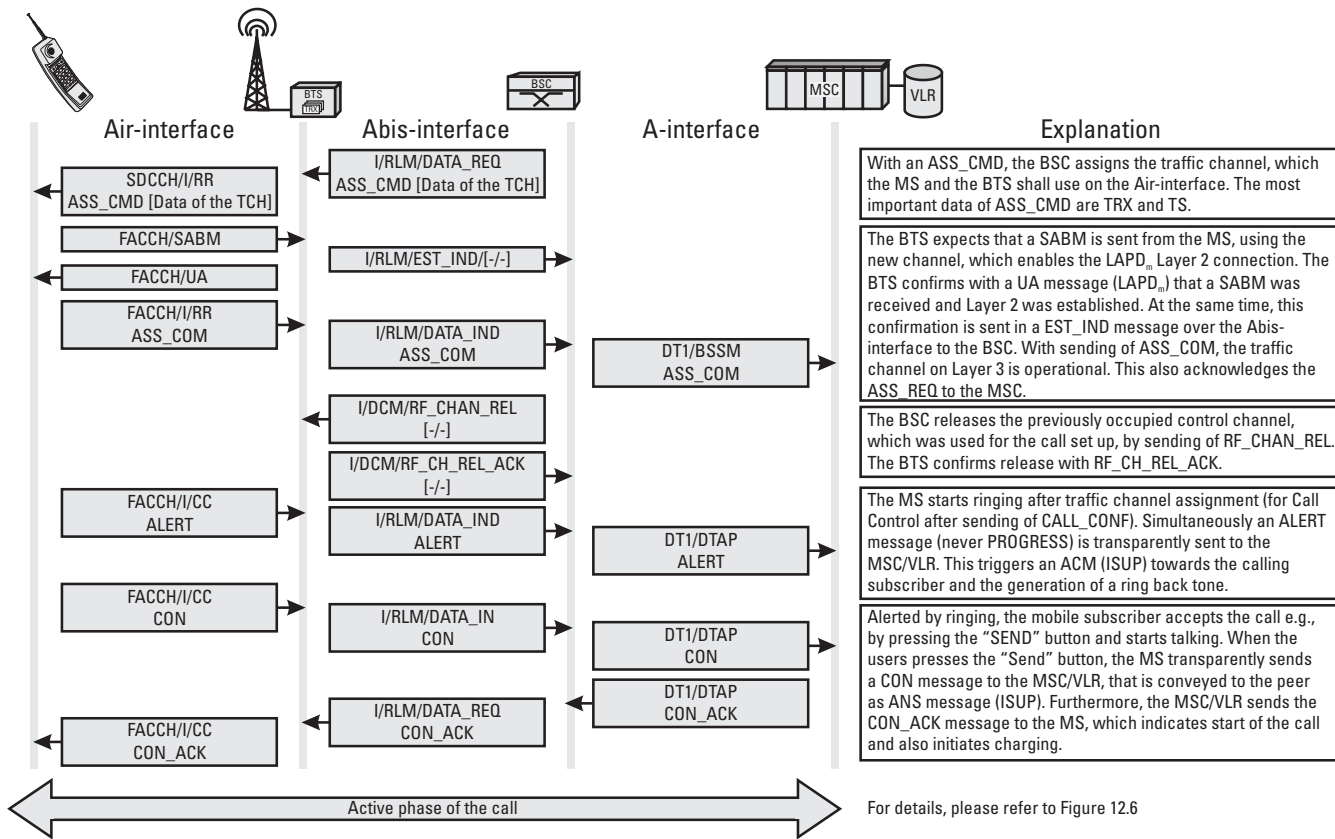 BTS
TRX
BSC
MSC
VLR
Air-interface
Abis-interface
A-interface
Explanation
I/RLM/DATA_REQ
ASS_CMD [Data of the TCH]
SDCCH/I/RR
ASS_CMD [Data of the TCH]
With an ASS_CMD, the BSC assigns the traffic channel, which
the MS and the BTS shall use on the Air-interface. The most
important data of ASS_CMD are TRX and TS.
FACCH/SABM
I/RLM/EST_IND/[-/-]
FACCH/UA
FACCH/I/RR
ASS_COM
I/RLM/DATA_IND
ASS_COM
DT1/BSSM
ASS_COM
The BTS expects that a SABM is sent from the MS, using the
new channel, which enables the LAPDm Layer 2 connection. The
BTS confirms with a UA message (LAPDm) that a SABM was
received and Layer 2 was established. At the same time, this
confirmation is sent in a EST_IND message over the Abis-
interface to the BSC. With sending of ASS_COM, the traffic
channel on Layer 3 is operational. This also acknowledges the
ASS_REQ to the MSC.
I/DCM/RF_CHAN_REL
[-/-]
I/DCM/RF_CH_REL_ACK
[-/-]
The BSC releases the previously occupied control channel,
which was used for the call set up, by sending of RF_CHAN_REL.
The BTS confirms release with RF_CH_REL_ACK.
FACCH/I/CC
ALERT
I/RLM/DATA_IND
ALERT
DT1/DTAP
ALERT
The MS starts ringing after traffic channel assignment (for Call
Control after sending of CALL_CONF). Simultaneously an ALERT
message (never PROGRESS) is transparently sent to the
MSC/VLR. This triggers an ACM (ISUP) towards the calling
subscriber and the generation of a ring back tone.
FACCH/I/CC
CON
I/RLM/DATA_IN
CON
DT1/DTAP
CON
DT1/DTAP
CON_ACK
I/RLM/DATA_REQ
CON_ACK
FACCH/I/CC
CON_ACK
Alerted by ringing, the mobile subscriber accepts the call e.g.,
by pressing the “SEND” button and starts talking. When the
users presses the “Send” button, the MS transparently sends
a CON message to the MSC/VLR, that is conveyed to the peer
as ANS message (ISUP). Furthermore, the MSC/VLR sends the
CON_ACK message to the MS, which indicates start of the call
and also initiates charging.
Active phase of the call
For details, please refer to Figure 12.6